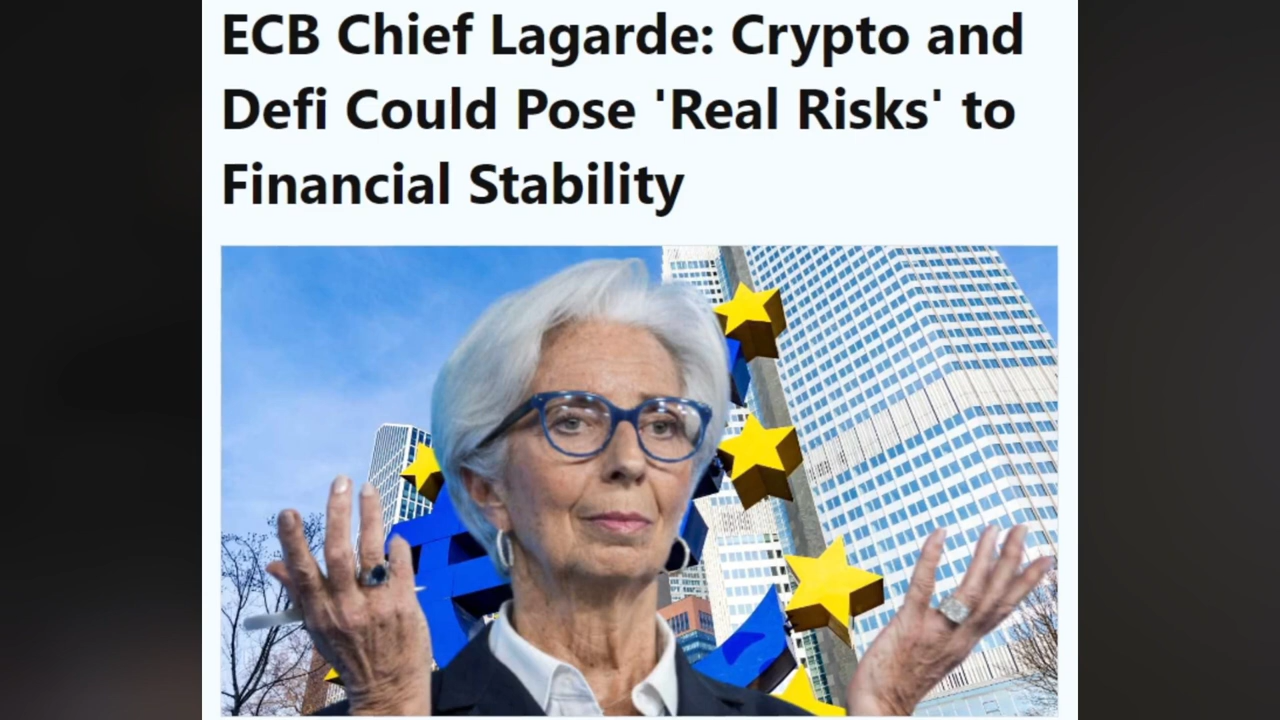 ECB Chief Lagarde: Crypto and
Defi Could Pose 'Real Risks' to
Financial Stability